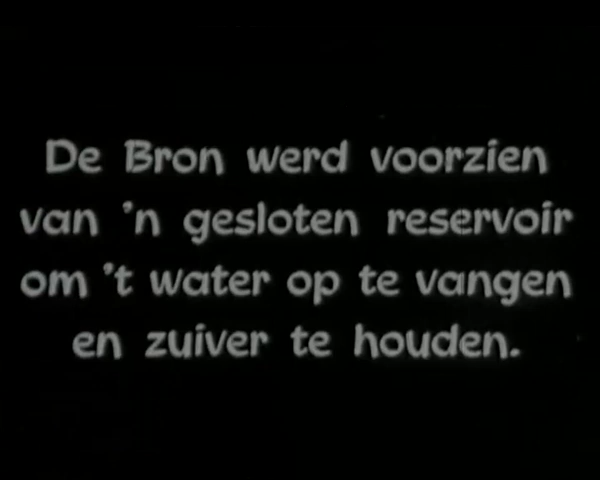 De Bron werd voorzien
van 'n gesloten reservoir
om 't water op te vangen
en zuiver te houden.